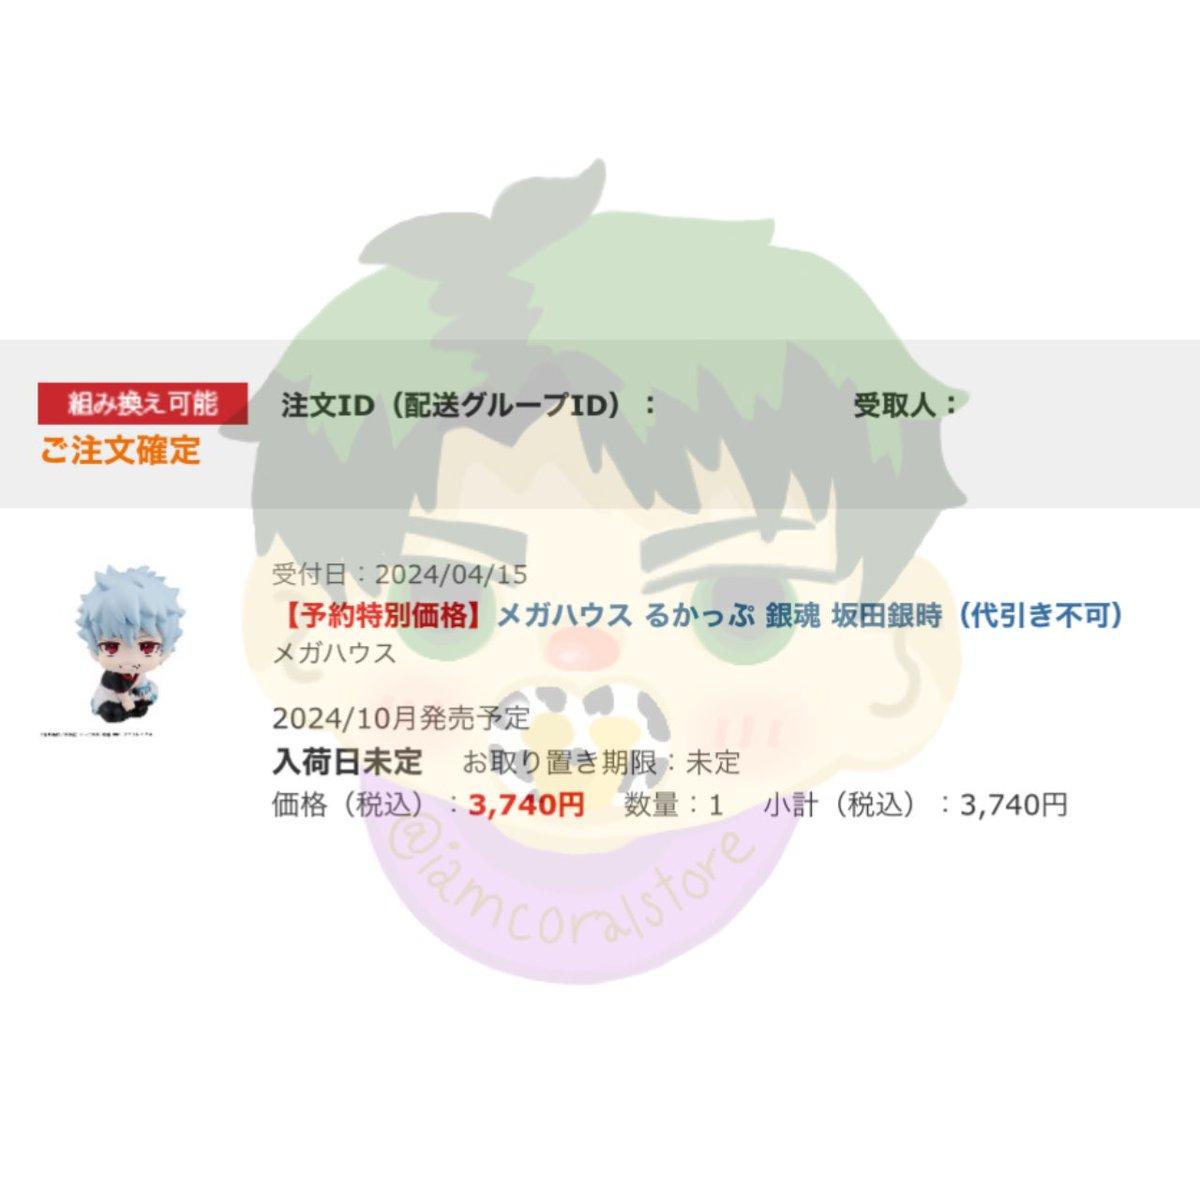 組み換え可能 注文ID（配送グループID）： 受取人：
ご注文確定
受付日：2024/04/15
【予約特別価格】メガハウス るかっぷ 銀魂 坂田銀時（代引き不可）
メガハウス
2024/10月発売予定
入荷日未定 お取り置き期限：未定
価格（税込）：3,740円 数量：1 小計（税込）：3,740円
@iamcoralstore